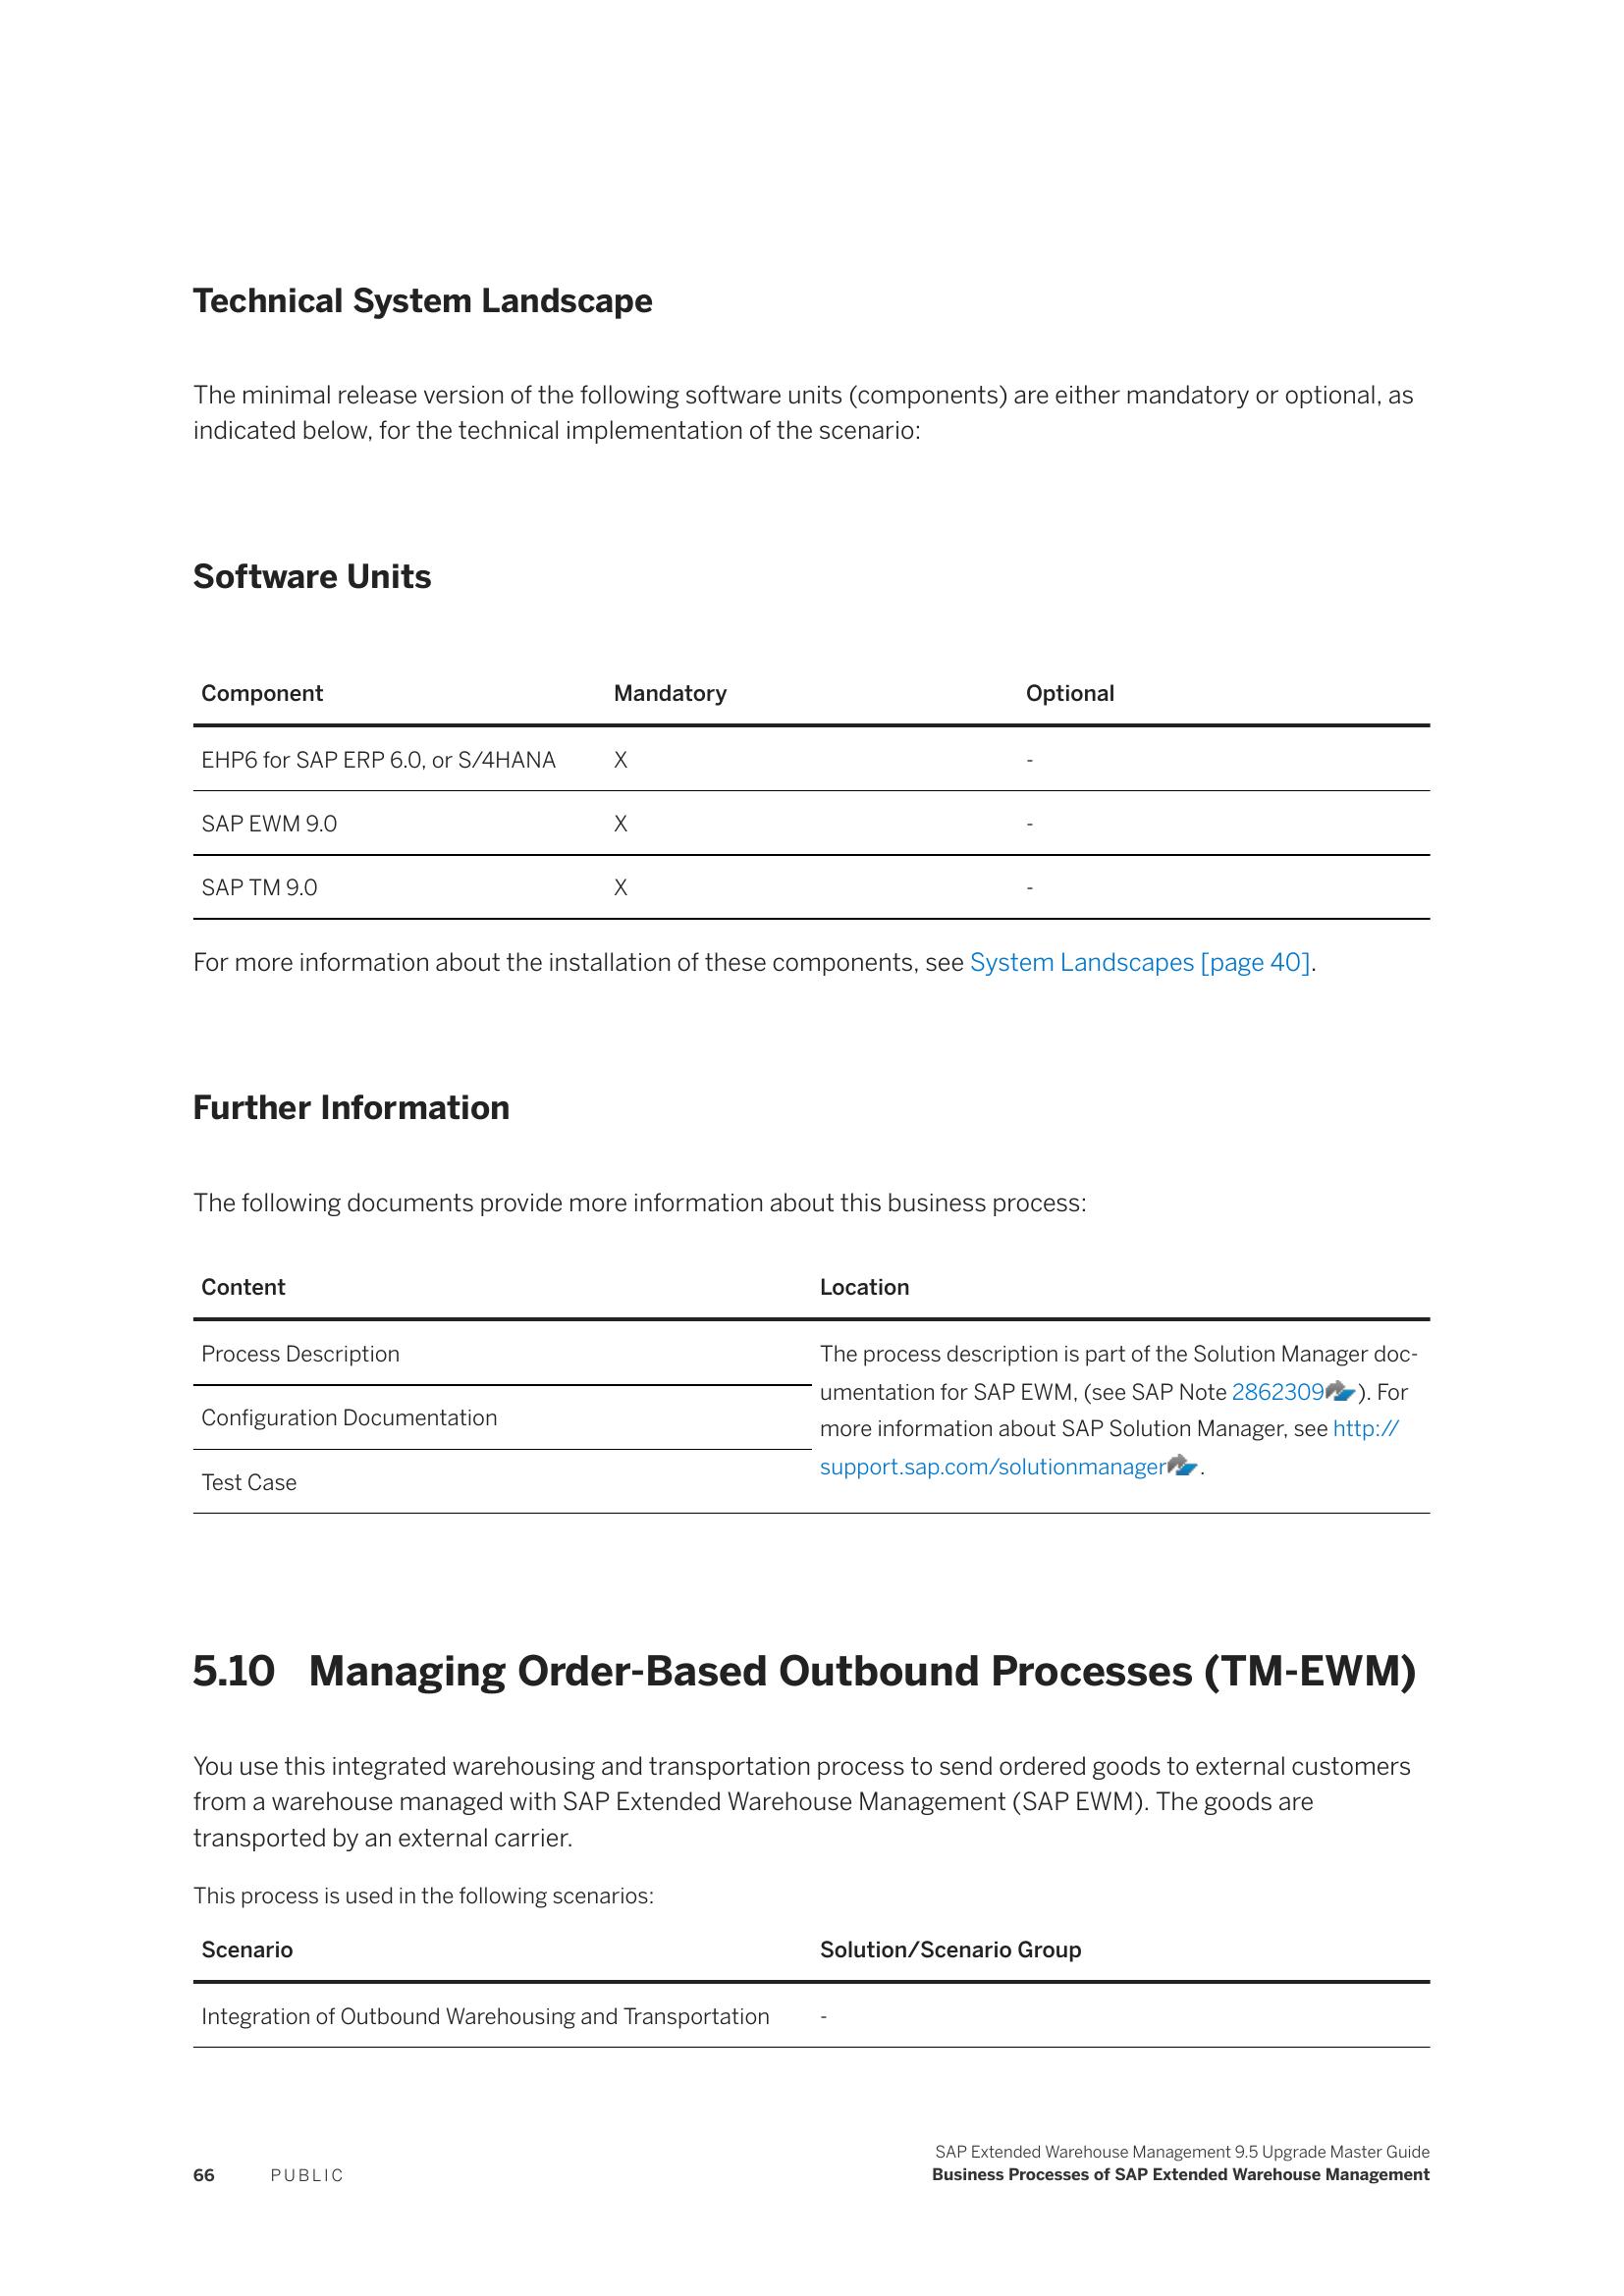 Technical System Landscape
The minimal release version of the following software units (components) are either mandatory or optional, as
indicated below, for the technical implementation of the scenario:
Software Units
Component Mandatory Optional
EHP6 for SAP ERP 6.0, or S/4HANA X -
SAP EWM 9.0 X -
SAP TM 9.0 X -
For more information about the installation of these components, see System Landscapes [page 40].
Further Information
The following documents provide more information about this business process:
Content Location
Process Description
Configuration Documentation
Test Case
The process description is part of the Solution Manager doc-
umentation for SAP EWM, (see SAP Note 2862309). For
more information about SAP Solution Manager, see http://
support.sap.com/solutionmanager.
5.10 Managing Order-Based Outbound Processes (TM-EWM)
You use this integrated warehousing and transportation process to send ordered goods to external customers
from a warehouse managed with SAP Extended Warehouse Management (SAP EWM). The goods are
transported by an external carrier.
This process is used in the following scenarios:
Scenario Solution/Scenario Group
Integration of Outbound Warehousing and Transportation -
SAP Extended Warehouse Management 9.5 Upgrade Master Guide
66 PUBLIC Business Processes of SAP Extended Warehouse Management